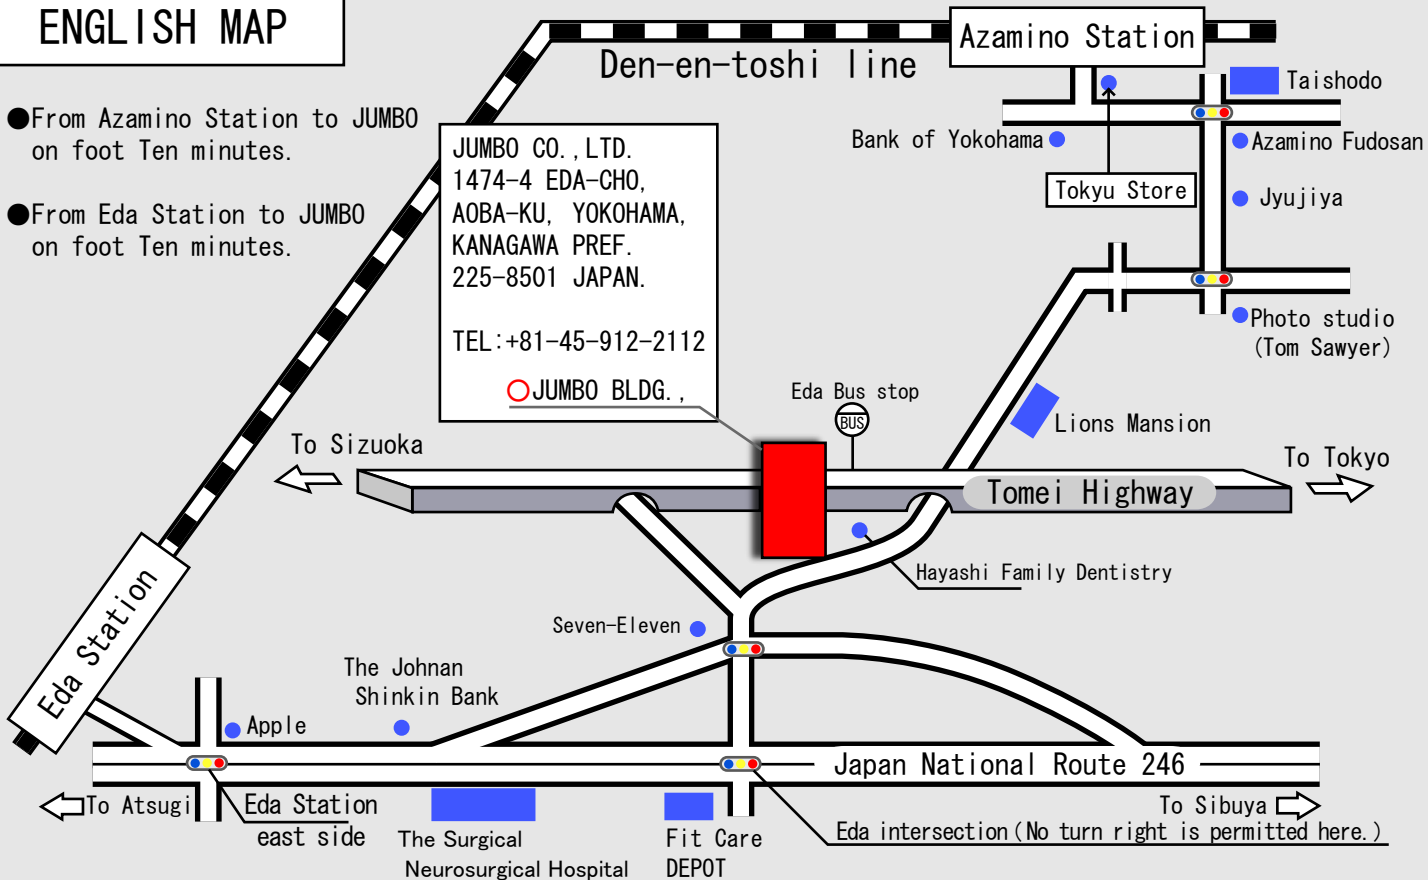 ENGLISH MAP
Azamino Station
Den-en-toshi line
Taishodo
●From Azamino Station to JUMBO
on foot Ten minutes.
Bank of Yokohama
Azamino Fudosan
JUMBO CO.,LTD.
1474-4 EDA-CHO,
AOBA-KU, YOKOHAMA,
KANAGAWA PREF.
225-8501 JAPAN.
TEL:+81-45-912-2112
○JUMBO BLDG.,
Tokyu Store
Jyujiya
●From Eda Station to JUMBO
on foot Ten minutes.
Photo studio
(Tom Sawyer)
Eda Bus stop
BUS
Lions Mansion
To Sizuoka
To Tokyo
Tomei Highway
Hayashi Family Dentistry
Eda Station
Seven-Eleven
The Johnan
Shinkin Bank
Apple
Japan National Route 246
To Atsugi
Eda Station
east side
To Sibuya
The Surgical
Neurosurgical Hospital
Fit Care
DEPOT
Eda intersection(No turn right is permitted here.)